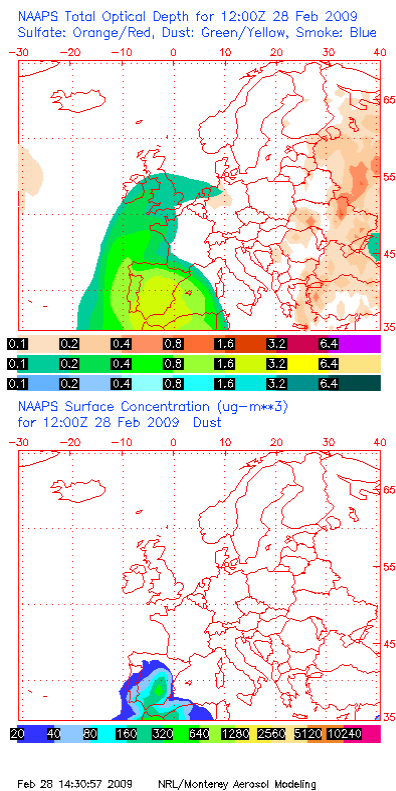 NAAPS Total Optical Depth for 12:00Z 28 Feb 2009
Sulfate: Orange/Red, Dust: Green/Yellow, Smoke: Blue
-30 -20 -10 0 10 20 30 40
65
55
45
35
0.1 0.2 0.4 0.8 1.6 3.2 6.4
0.1 0.2 0.4 0.8 1.6 3.2 6.4
0.1 0.2 0.4 0.8 1.6 3.2 6.4
NAAPS Surface Concentration (ug-m**3)
for 12:00Z 28 Feb 2009 Dust
-30 -20 -10 0 10 20 30 40
65
55
45
35
20 40 80 160 320 640 1280 2560 5120 10240
Feb 28 14:30:57 2009 NRL/Monterey Aerosol Modeling